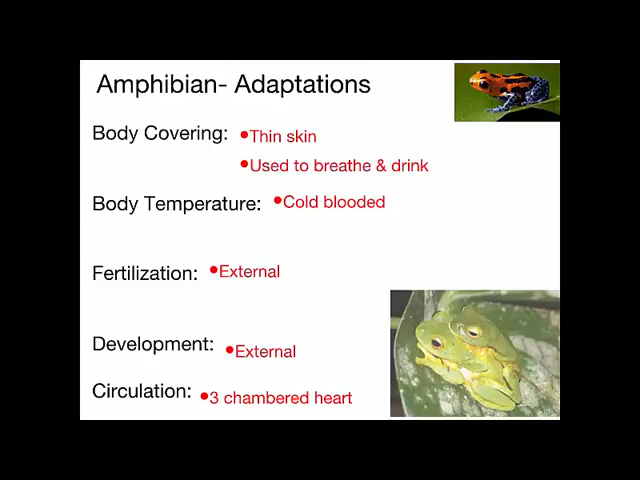 Amphibian- Adaptations
Body Covering: •Thin skin
•Used to breathe & drink
Body Temperature: •Cold blooded
Fertilization: •External
Development: •External
Circulation: •3 chambered heart